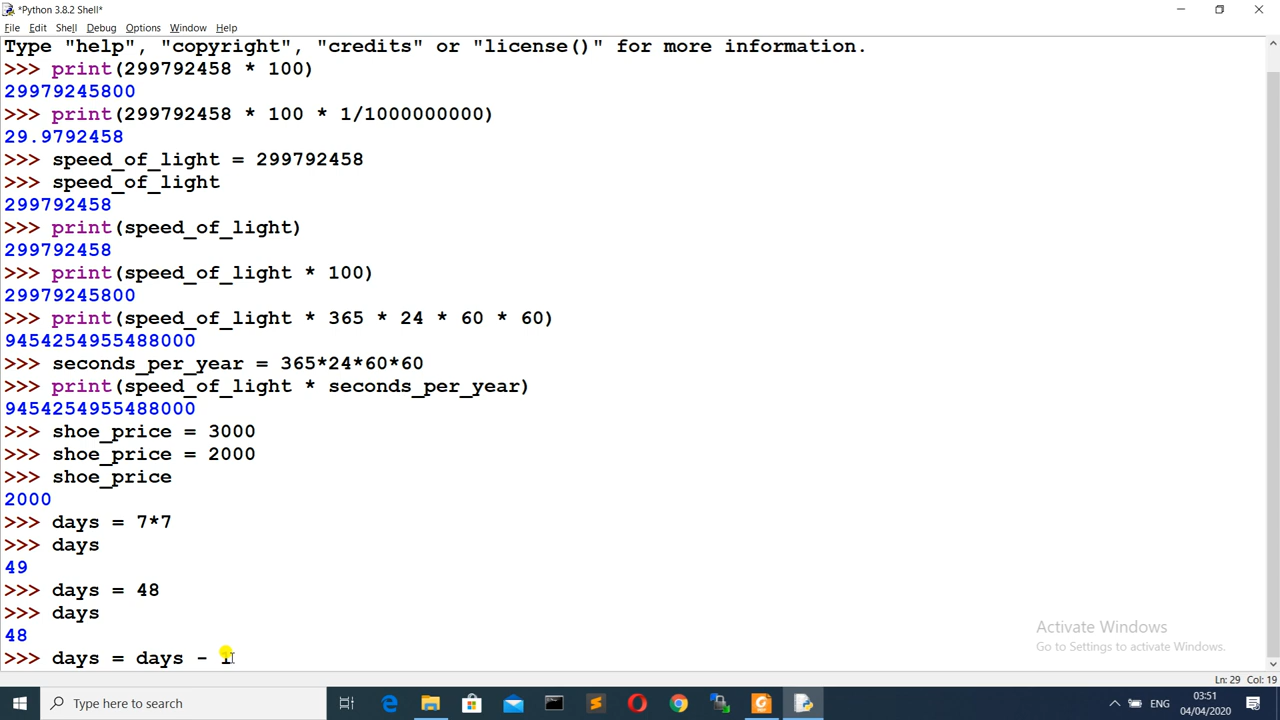 *Python 3.8.2 Shell*
File Edit Shell Debug Options Window Help
Type "help", "copyright", "credits" or "license()" for more information.
>>> print(299792458 * 100)
29979245800
>>> print(299792458 * 100 * 1/1000000000)
29.9792458
>>> speed_of_light = 299792458
>>> speed_of_light
299792458
>>> print(speed_of_light)
299792458
>>> print(speed_of_light * 100)
29979245800
>>> print(speed_of_light * 365 * 24 * 60 * 60)
9454254955488000
>>> seconds_per_year = 365*24*60*60
>>> print(speed_of_light * seconds_per_year)
9454254955488000
>>> shoe_price = 3000
>>> shoe_price = 2000
>>> shoe_price
2000
>>> days = 7*7
>>> days
49
>>> days = 48
>>> days
48
>>> days = days - 1
Activate Windows
Go to Settings to activate Windows.
Ln: 29 Col: 19
Type here to search
ENG
03:51
04/04/2020